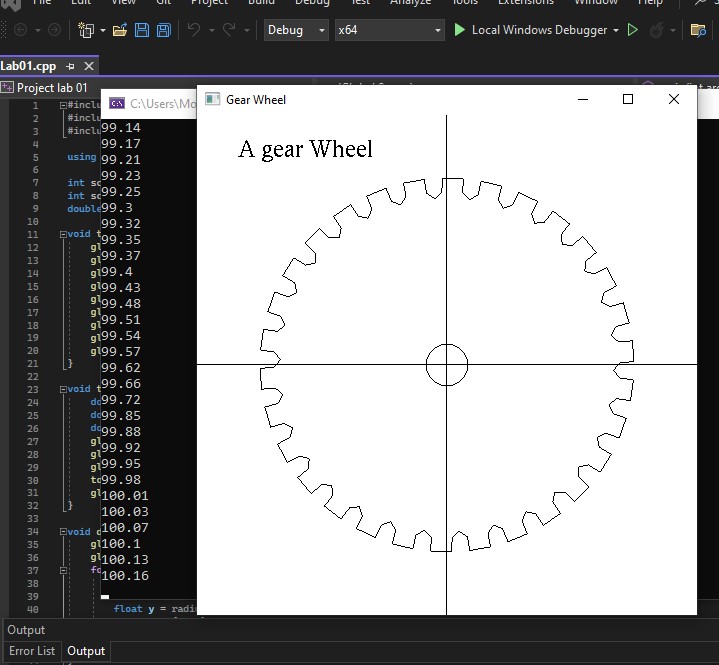 File Edit View Git Project Build Debug Test Analyze Tools Extensions Window Help
Debug x64 Local Windows Debugger
Lab01.cpp
Project lab 01
C:\Users\Mo
Gear Wheel
A gear Wheel
1 #inclu
2 #inclu
3 #inclu
4
5 using
6
7 int sc
8 int sc
9 double
10
11 void t
12 gl
13 gl
14 gl
15 gl
16 gl
17 gl
18 gl
19 gl
20 gl
21 }
22
23 void t
24 do
25 do
26 do
27 gl
28 gl
29 gl
30 to
31 gl
32 }
33
34 void d
35 gl
36 gl
37 fo
38
39
40 float y = radiu
99.14
99.17
99.21
99.23
99.25
99.3
99.32
99.35
99.37
99.4
99.43
99.48
99.51
99.54
99.57
99.62
99.66
99.72
99.85
99.88
99.92
99.95
99.98
100.01
100.03
100.07
100.1
100.13
100.16
Output
Error List Output